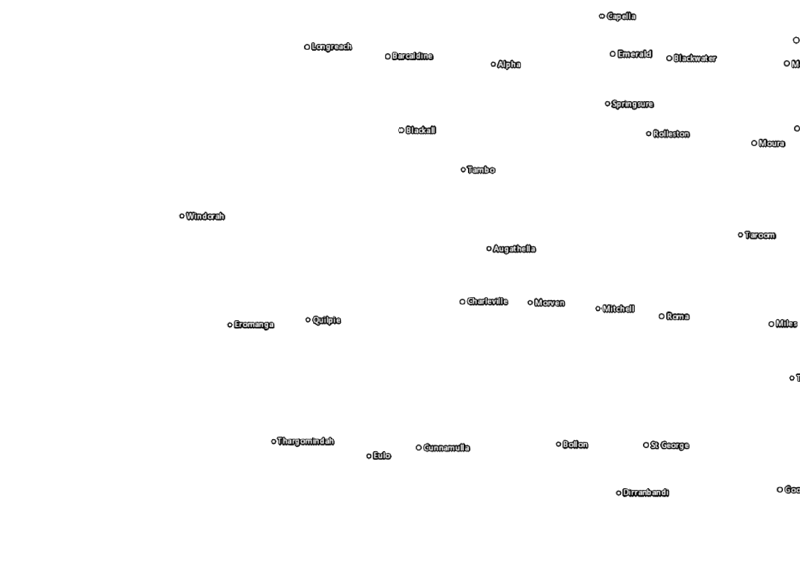 Capella
Longreach
Barcaldine
Alpha
Emerald
Blackwater
Springsure
Blackall
Rolleston
Moura
Tambo
Windorah
Taroom
Augathella
Charleville
Morven
Mitchell
Roma
Miles
Eromanga
Quilpie
Thargomindah
Eulo
Cunnamulla
Bollon
St George
Dirranbandi
Goo